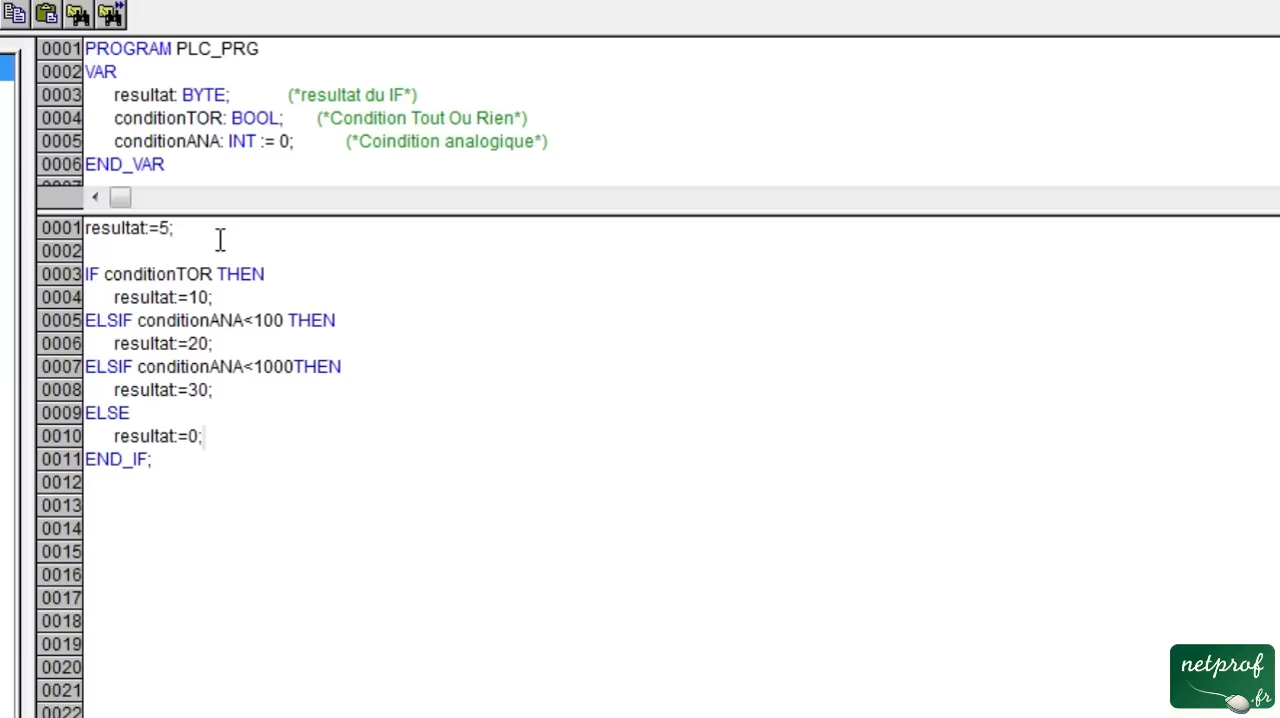 0001 PROGRAM PLC_PRG
0002 VAR
0003 resultat: BYTE; (*resultat du IF*)
0004 conditionTOR: BOOL; (*Condition Tout Ou Rien*)
0005 conditionANA: INT := 0; (*Coindition analogique*)
0006 END_VAR
0007
0001 resultat:=5;
0002
0003 IF conditionTOR THEN
0004 resultat:=10;
0005 ELSIF conditionANA<100 THEN
0006 resultat:=20;
0007 ELSIF conditionANA<1000THEN
0008 resultat:=30;
0009 ELSE
0010 resultat:=0;
0011 END_IF;
0012
0013
0014
0015
0016
0017
0018
0019
0020
0021
0022
netprof
.fr